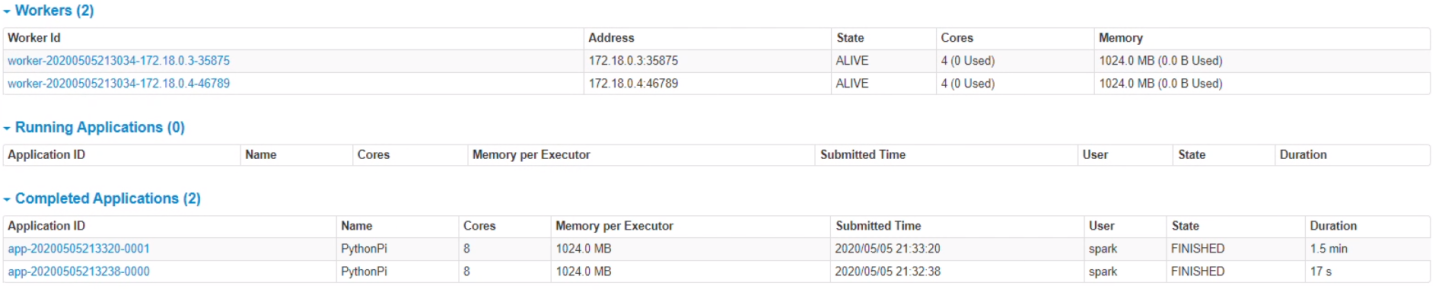 Workers (2)
Worker Id Address State Cores Memory
worker-20200505213034-172.18.0.3-35875 172.18.0.3:35875 ALIVE 4 (0 Used) 1024.0 MB (0.0 B Used)
worker-20200505213034-172.18.0.4-46789 172.18.0.4:46789 ALIVE 4 (0 Used) 1024.0 MB (0.0 B Used)
Running Applications (0)
Application ID Name Cores Memory per Executor Submitted Time User State Duration
Completed Applications (2)
Application ID Name Cores Memory per Executor Submitted Time User State Duration
app-20200505213320-0001 PythonPi 8 1024.0 MB 2020/05/05 21:33:20 spark FINISHED 1.5 min
app-20200505213238-0000 PythonPi 8 1024.0 MB 2020/05/05 21:32:38 spark FINISHED 17 s